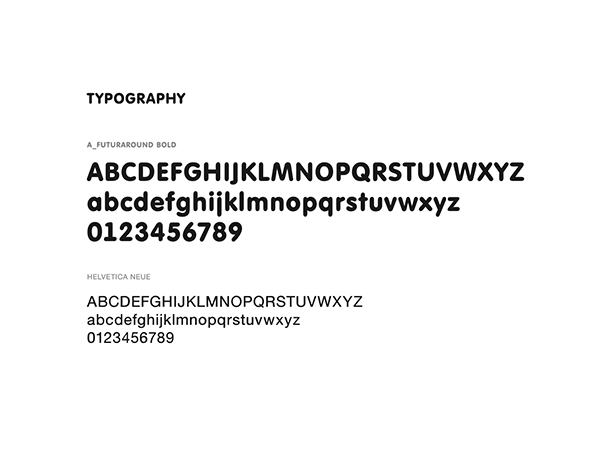 TYPOGRAPHY
A_FUTURAROUND BOLD
ABCDEFGHIJKLMNOPQRSTUVWXYZ
abcdefghijklmnopqrstuvwxyz
0123456789
HELVETICA NEUE
ABCDEFGHIJKLMNOPQRSTUVWXYZ
abcdefghijklmnopqrstuvwxyz
0123456789